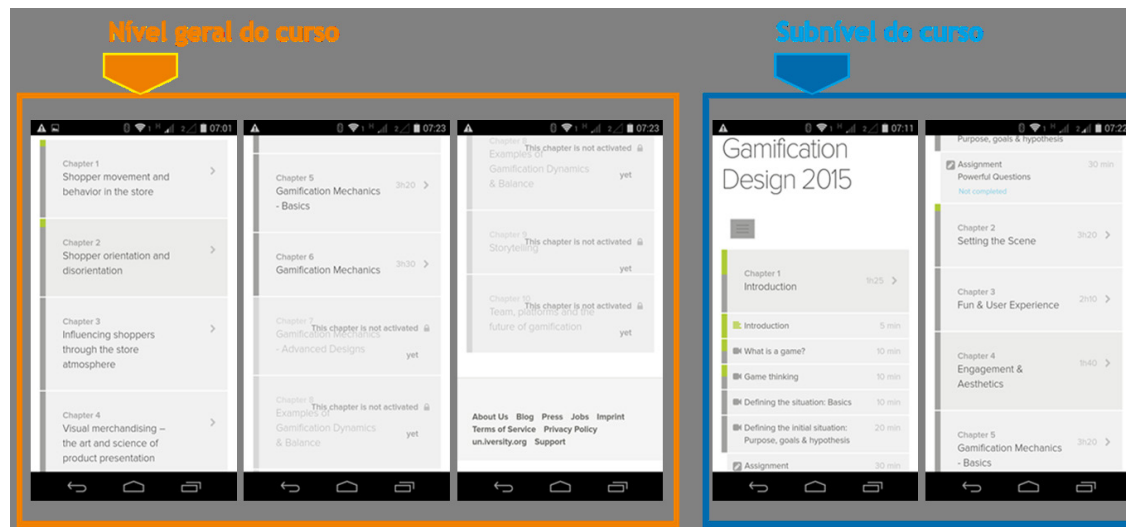 Nível geral do curso
Subnível do curso
07:01
Chapter 1
Shopper movement and
behavior in the store
Chapter 2
Shopper orientation and
disorientation
Chapter 3
Influencing shoppers
through the store
atmosphere
Chapter 4
Visual merchandising –
the art and science of
product presentation
07:23
Chapter 5
Gamification Mechanics
- Basics
3h20
Chapter 6
Gamification Mechanics
3h30
Chapter 7
This chapter is not activated
yet
Gamification Mechanics
- Advanced Designs
Chapter 8
This chapter is not activated
yet
Examples of
Gamification Dynamics
& Balance
07:23
Chapter 8
This chapter is not activated
yet
Examples of
Gamification Dynamics
& Balance
Chapter 9
This chapter is not activated
yet
Storytelling
Chapter 10
This chapter is not activated
yet
Team, platforms and the
future of gamification
About Us Blog Press Jobs Imprint
Terms of Service Privacy Policy
un.iversity.org Support
07:11
Gamification
Design 2015
Chapter 1
Introduction
1h25
Introduction 5 min
What is a game? 10 min
Game thinking 10 min
Defining the situation: Basics 10 min
Defining the initial situation: 20 min
Purpose, goals & hypothesis
Assignment 30 min
07:22
Purpose, goals & hypothesis
Assignment 30 min
Powerful Questions
Not completed
Chapter 2
Setting the Scene
3h20
Chapter 3
Fun & User Experience
2h10
Chapter 4
Engagement &
Aesthetics
1h40
Chapter 5
Gamification Mechanics
- Basics
3h20